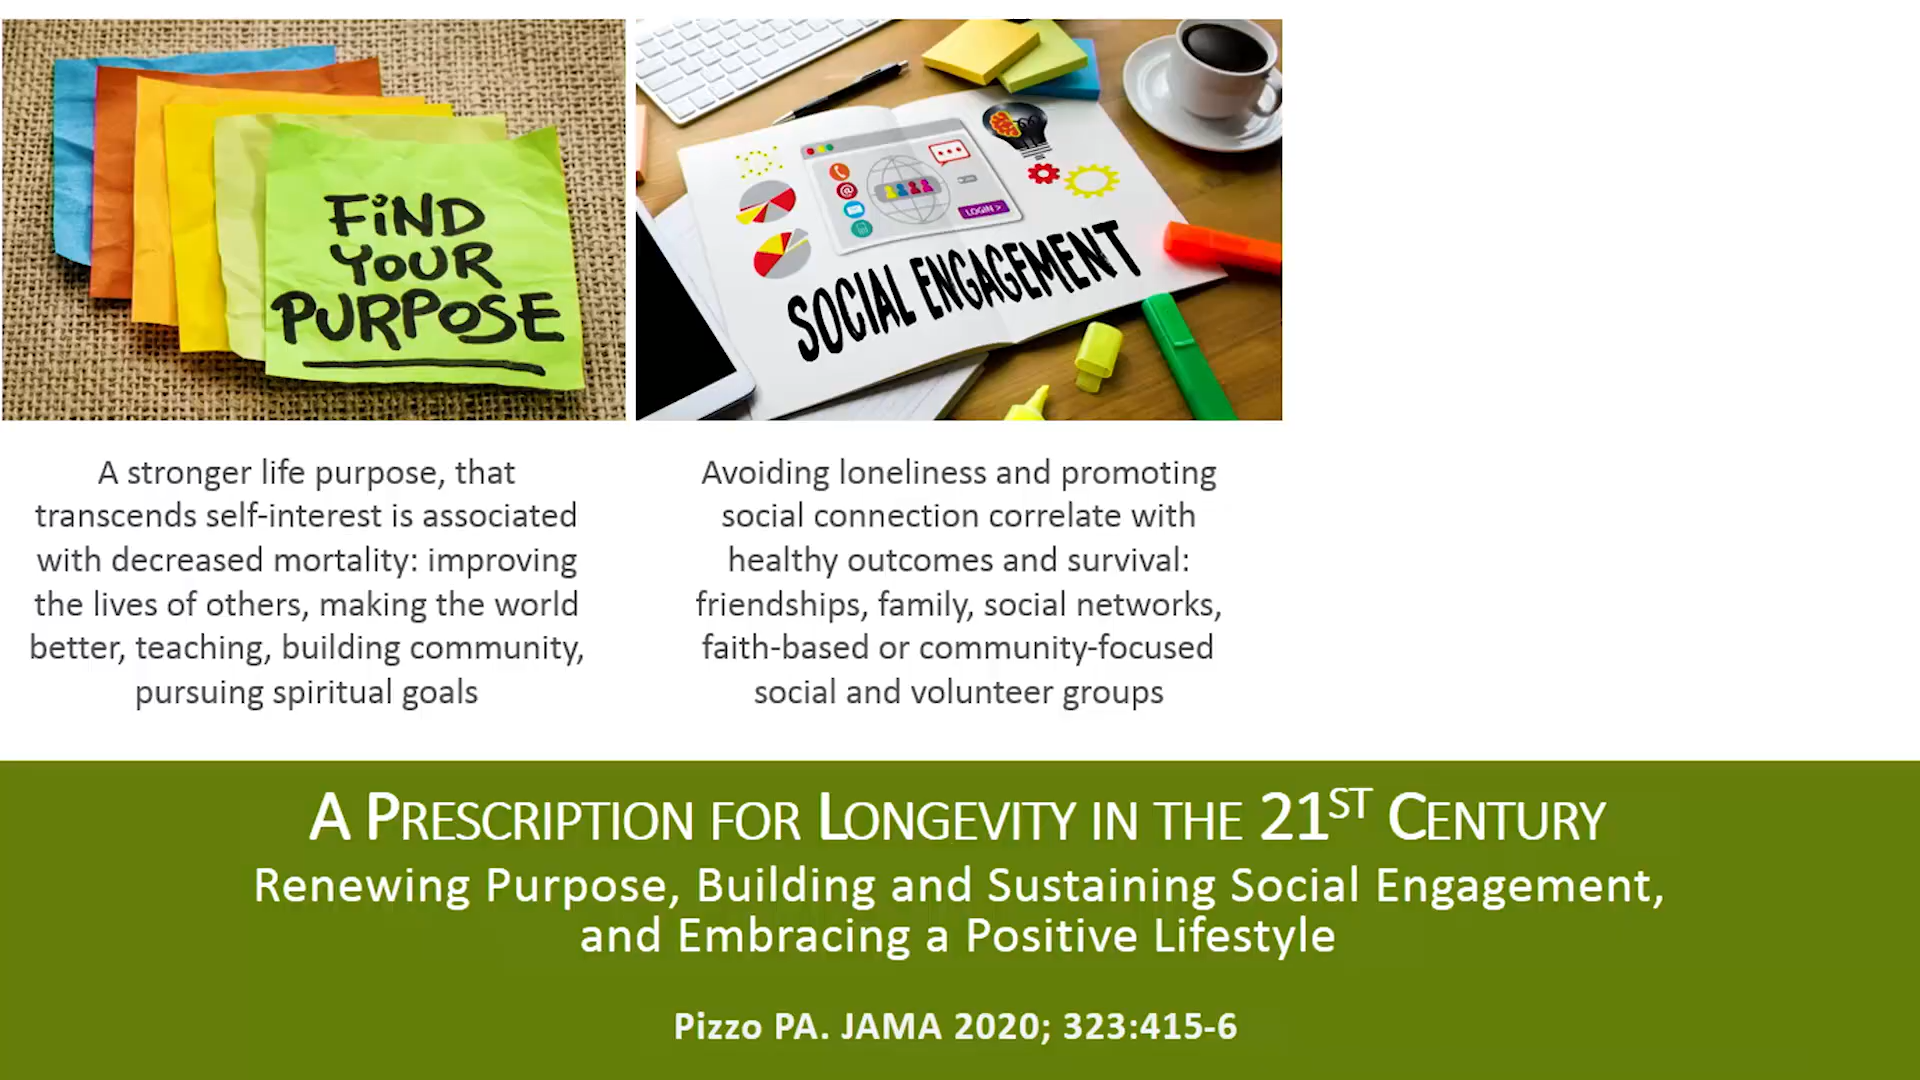 FiND
YOUR
PURPOSE
LOGIN >
SOCIAL ENGAGEMENT
A stronger life purpose, that
transcends self-interest is associated
with decreased mortality: improving
the lives of others, making the world
better, teaching, building community,
pursuing spiritual goals
Avoiding loneliness and promoting
social connection correlate with
healthy outcomes and survival:
friendships, family, social networks,
faith-based or community-focused
social and volunteer groups
A PRESCRIPTION FOR LONGEVITY IN THE 21ST CENTURY
Renewing Purpose, Building and Sustaining Social Engagement,
and Embracing a Positive Lifestyle
Pizzo PA. JAMA 2020; 323:415-6